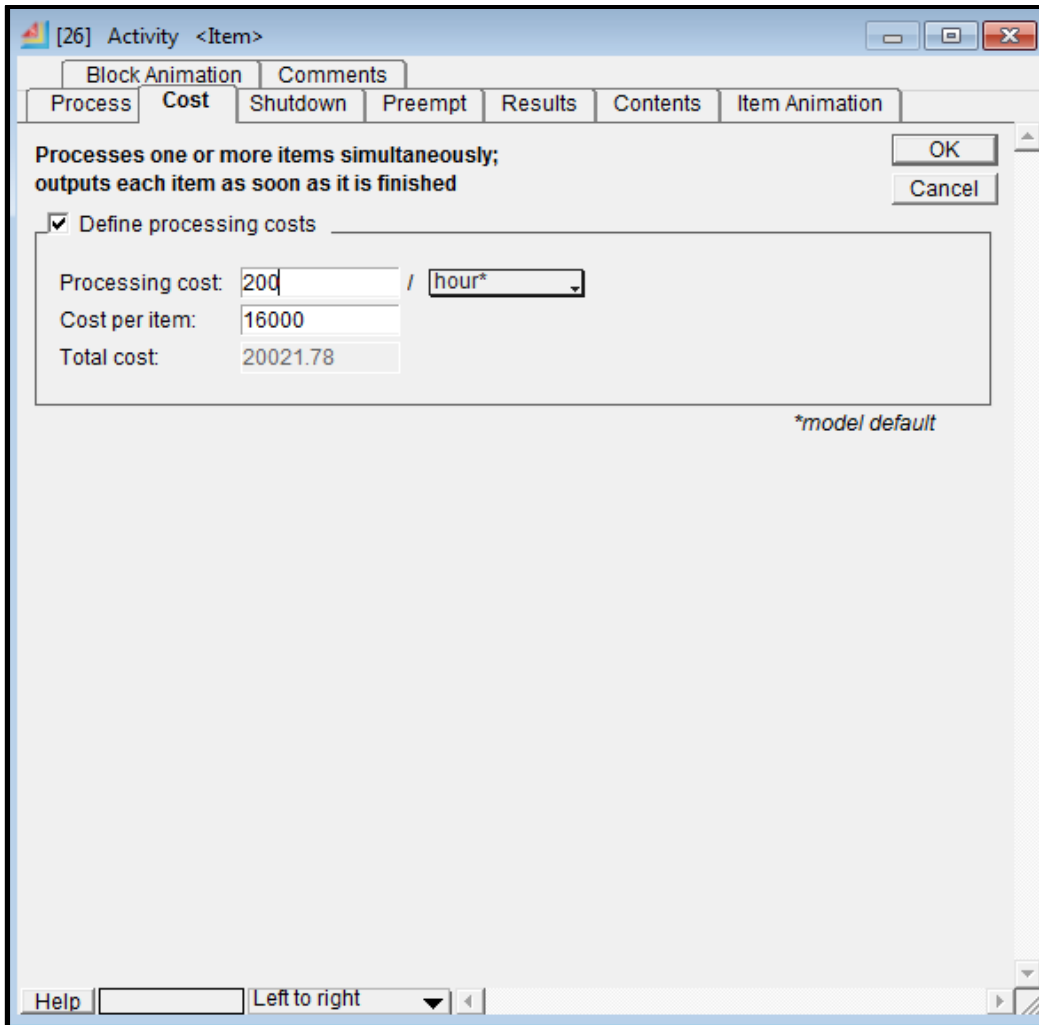 [26] Activity <Item>
Block Animation Comments
Process Cost Shutdown Preempt Results Contents Item Animation
Processes one or more items simultaneously;
outputs each item as soon as it is finished
OK
Cancel
Define processing costs
Processing cost: 200 / hour*
Cost per item: 16000
Total cost: 20021.78
*model default
Help Left to right